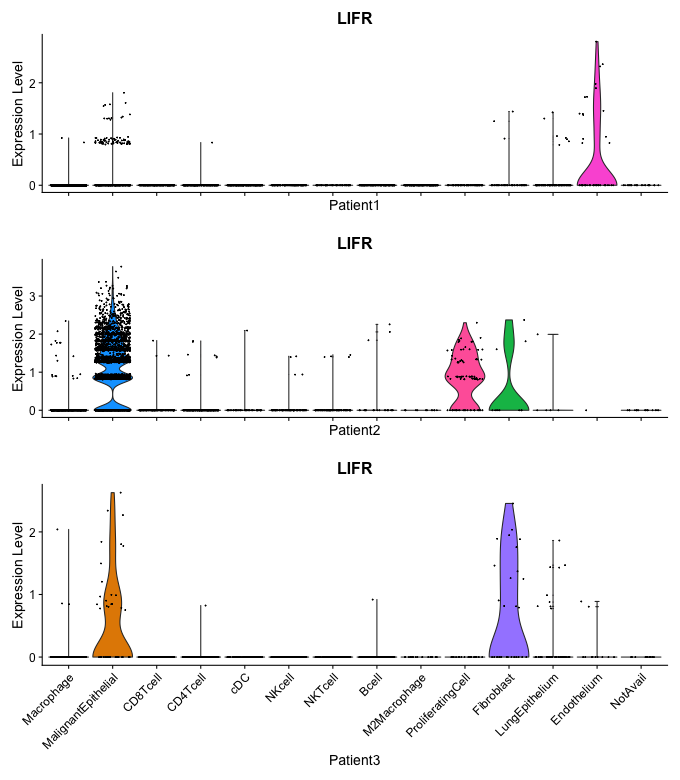 LIFR
Expression Level
2
1
0
Patient1
LIFR
Expression Level
3
2
1
0
Patient2
LIFR
Expression Level
2
1
0
Macrophage
MalignantEpithelial
CD8Tcell
CD4Tcell
cDC
NKcell
NKTcell
Bcell
M2Macrophage
ProliferatingCell
Fibroblast
LungEpithelium
Endothelium
NotAvail
Patient3